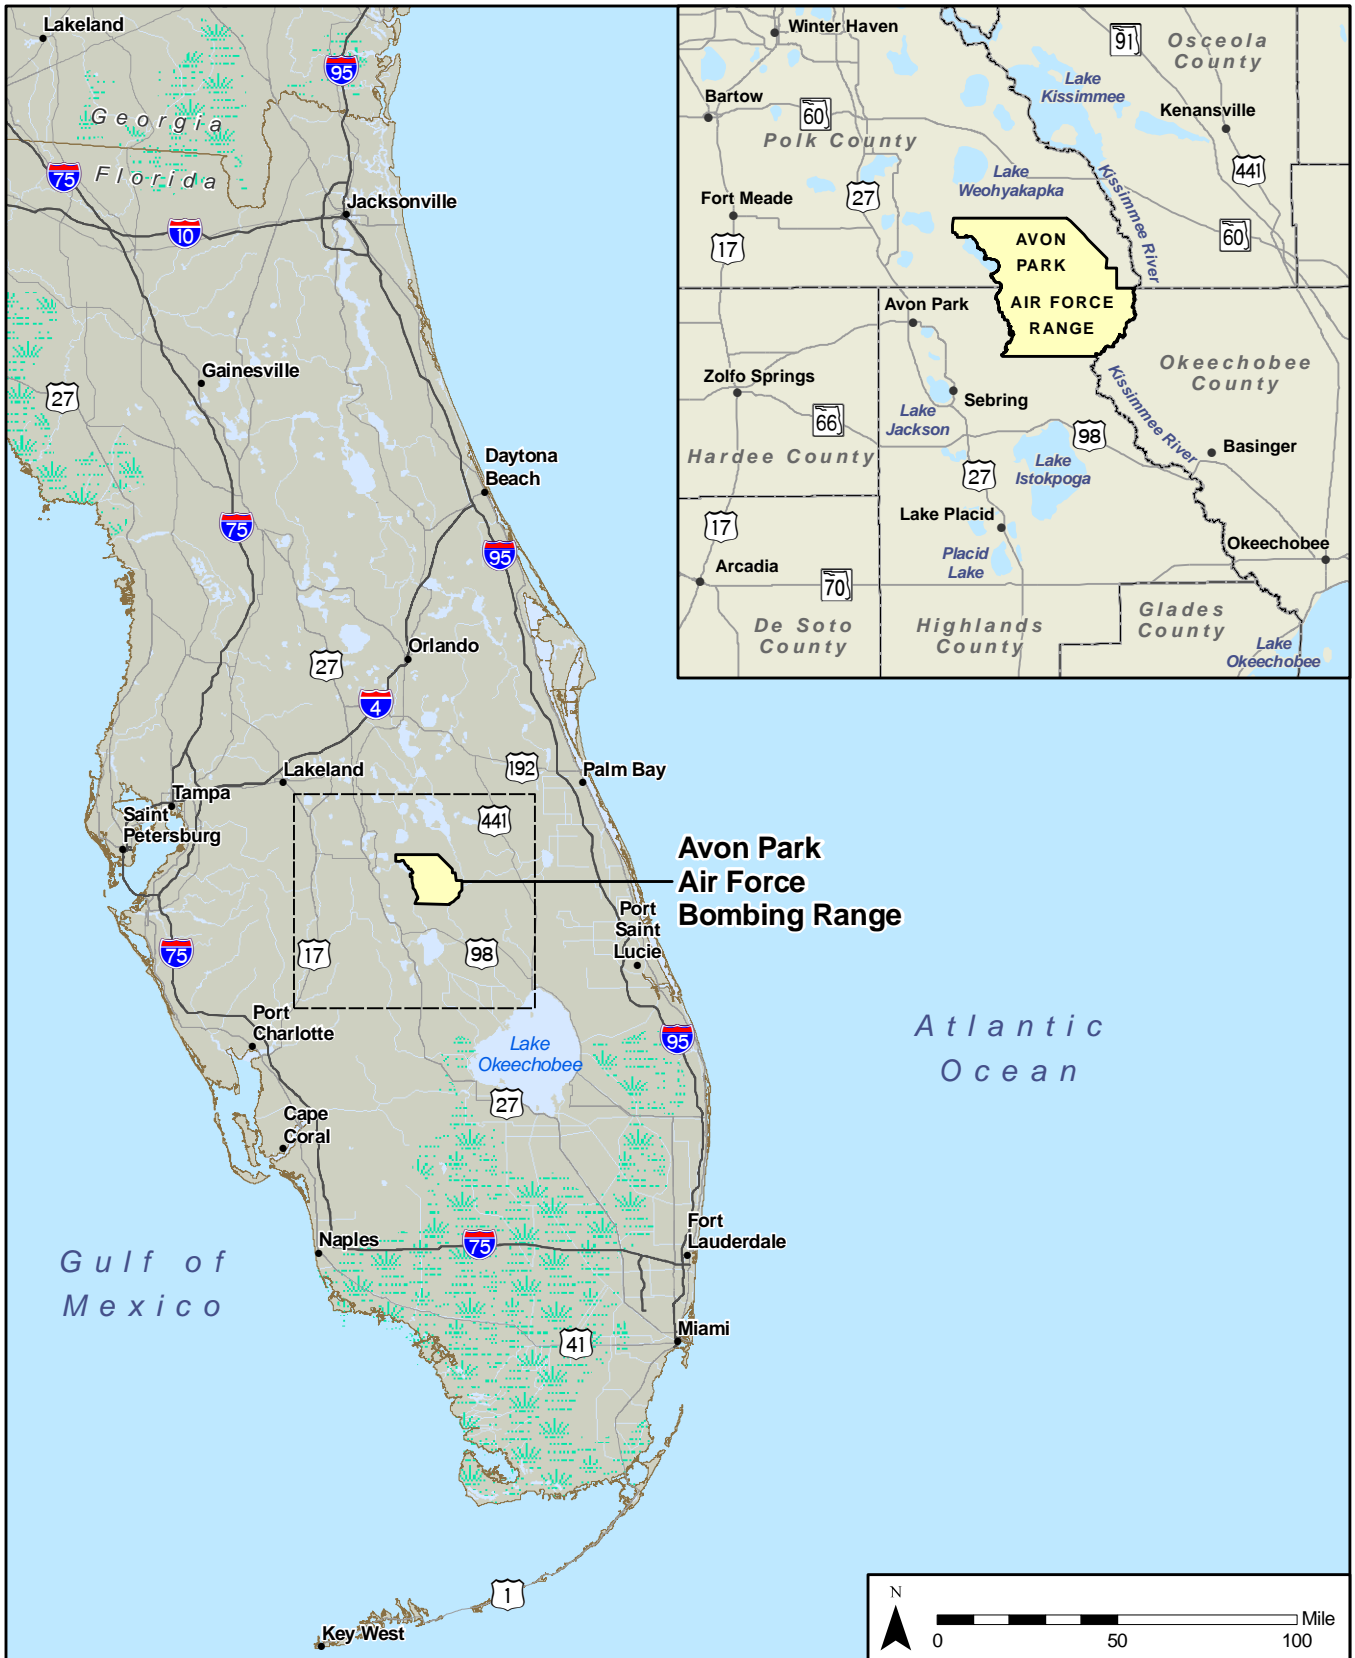 Lakeland
95
Georgia
75
Florida
Jacksonville
10
Gainesville
27
Daytona
Beach
75
95
Orlando
27
4
Lakeland
192
Palm Bay
Tampa
Saint
Petersburg
441
Avon Park
Air Force
Bombing Range
Port
Saint
Lucie
75
17
98
Port
Charlotte
Lake
Okeechobee
95
27
Cape
Coral
Atlantic
Ocean
Fort
Lauderdale
Naples
75
Gulf of
Mexico
Miami
41
1
Key West
Winter Haven
91
Osceola
County
Lake
Kissimmee
Bartow
60
Kenansville
Polk County
441
Lake
Weohyakapka
Kissimmee River
Fort Meade
27
17
60
AVON
PARK
AIR FORCE
RANGE
Avon Park
Okeechobee
County
Zolfo Springs
Kissimmee River
Sebring
66
Lake
Jackson
98
Basinger
Hardee County
27
Lake
Istokpoga
17
Lake Placid
Okeechobee
Placid
Lake
Arcadia
70
Glades
County
De Soto
County
Highlands
County
Lake
Okeechobee
N
Mile
0
50
100